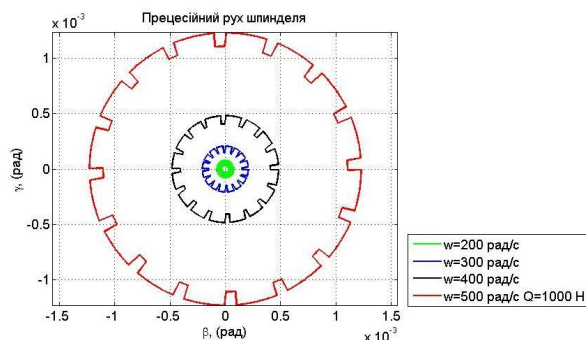 Прецесійний рух шпинделя
x 10⁻³
1
0.5
0
-0.5
-1
γ, (рад)
-1.5 -1 -0.5 0 0.5 1 1.5
β, (рад)
x 10⁻³
w=200 рад/с
w=300 рад/с
w=400 рад/с
w=500 рад/с Q=1000 Н